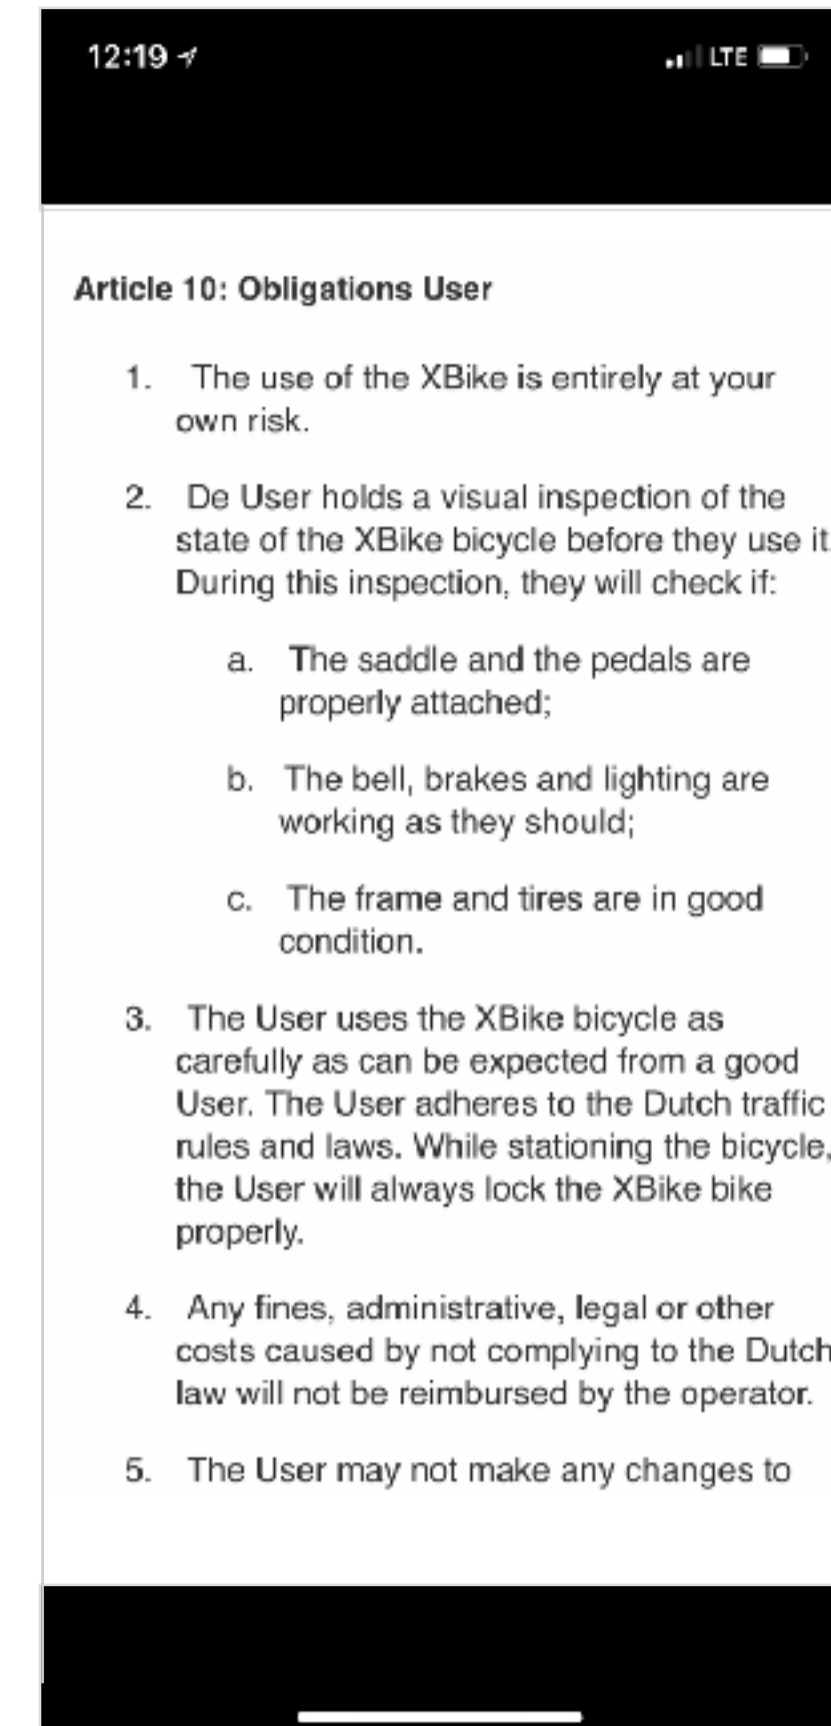 12:19
LTE
Article 10: Obligations User
1. The use of the XBike is entirely at your
own risk.
2. De User holds a visual inspection of the
state of the XBike bicycle before they use it.
During this inspection, they will check if:
a. The saddle and the pedals are
properly attached;
b. The bell, brakes and lighting are
working as they should;
c. The frame and tires are in good
condition.
3. The User uses the XBike bicycle as
carefully as can be expected from a good
User. The User adheres to the Dutch traffic
rules and laws. While stationing the bicycle,
the User will always lock the XBike bike
properly.
4. Any fines, administrative, legal or other
costs caused by not complying to the Dutch
law will not be reimbursed by the operator.
5. The User may not make any changes to